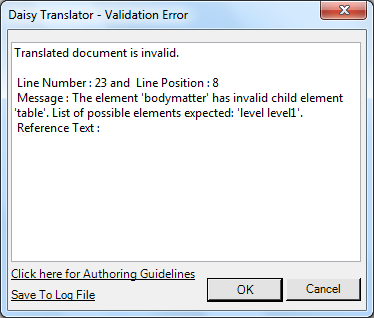 Daisy Translator - Validation Error
Translated document is invalid.
Line Number : 23 and  Line Position : 8
Message : The element 'bodymatter' has invalid child element
'table'. List of possible elements expected: 'level level1'.
Reference Text :
Click here for Authoring Guidelines
Save To Log File
OK
Cancel